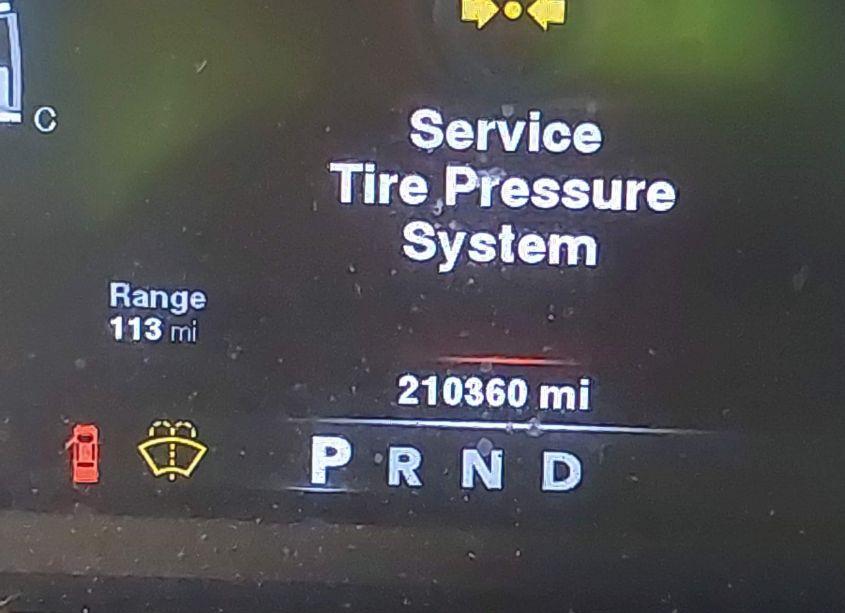 C
Service
Tire Pressure
System
Range
113 mi
210360 mi
P R N D